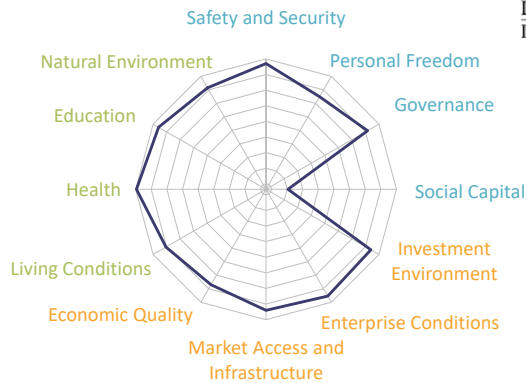 Safety and Security
Natural Environment
Personal Freedom
Education
Governance
Health
Social Capital
Investment
Environment
Living Conditions
Economic Quality
Enterprise Conditions
Market Access and
Infrastructure